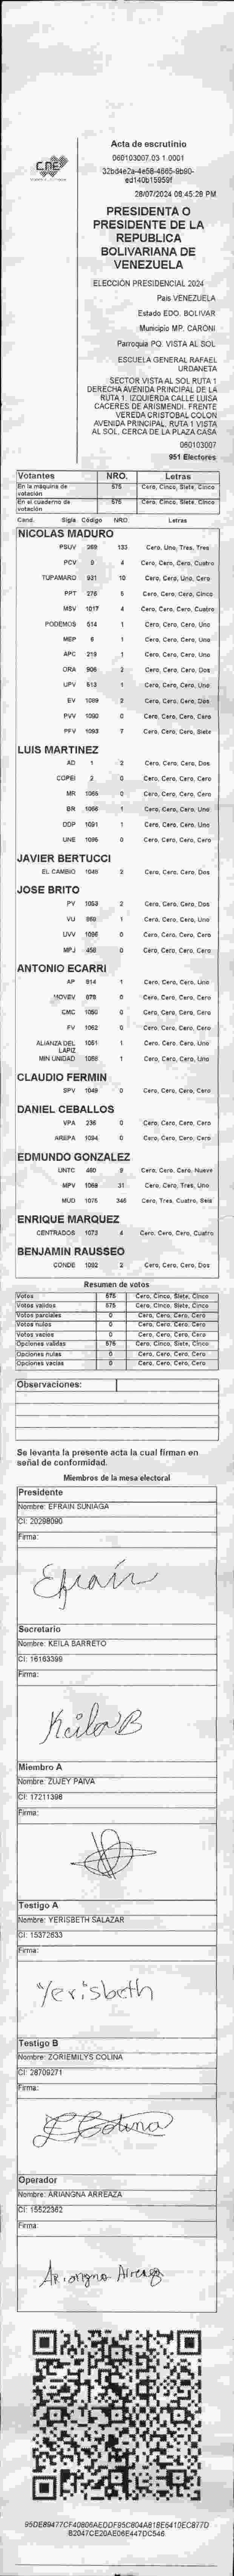 CNE
Acta de escrutinio
060103007.03.1.0001
32bd4e2a-4e58-4665-9b90-
ed140b15959f
28/07/2024 06:45:28 PM
PRESIDENTA O
PRESIDENTE DE LA
REPUBLICA
BOLIVARIANA DE
VENEZUELA
ELECCIÓN PRESIDENCIAL 2024
Pais VENEZUELA
Estado EDO. BOLIVAR
Municipio MP. CARONI
Parroquia PQ. VISTA AL SOL
ESCUELA GENERAL RAFAEL
URDANETA
SECTOR VISTA AL SOL RUTA 1
DERECHA AVENIDA PRINCIPAL DE LA
RUTA 1. IZQUIERDA CALLE LUISA
CACERES DE ARISMENDI. FRENTE
VEREDA CRISTOBAL COLON
AVENIDA PRINCIPAL, RUTA 1 VISTA
AL SOL, CERCA DE LA PLAZA CASA
060103007
951 Electores
Votantes NRO. Letras
En la máquina de votación 575 Cero, Cinco, Siete, Cinco
En el cuaderno de votación 575 Cero, Cinco, Siete, Cinco
Cand. Sigla Código NRO. Letras
NICOLAS MADURO
PSUV 269 133 Cero, Uno, Tres, Tres
PCV 9 4 Cero, Cero, Cero, Cuatro
TUPAMARO 931 10 Cero, Cero, Uno, Cero
PPT 275 5 Cero, Cero, Cero, Cinco
MSV 1017 4 Cero, Cero, Cero, Cuatro
PODEMOS 514 1 Cero, Cero, Cero, Uno
MEP 6 1 Cero, Cero, Cero, Uno
APC 219 1 Cero, Cero, Cero, Uno
ORA 906 2 Cero, Cero, Cero, Dos
UPV 513 1 Cero, Cero, Cero, Uno
EV 1089 2 Cero, Cero, Cero, Dos
PVV 1090 0 Cero, Cero, Cero, Cero
PFV 1093 7 Cero, Cero, Cero, Siete
LUIS MARTINEZ
AD 1 2 Cero, Cero, Cero, Dos
COPEI 2 0 Cero, Cero, Cero, Cero
MR 1065 0 Cero, Cero, Cero, Cero
BR 1066 1 Cero, Cero, Cero, Uno
DDP 1091 1 Cero, Cero, Cero, Uno
UNE 1095 0 Cero, Cero, Cero, Cero
JAVIER BERTUCCI
EL CAMBIO 1048 2 Cero, Cero, Cero, Dos
JOSE BRITO
PV 1053 2 Cero, Cero, Cero, Dos
VU 869 1 Cero, Cero, Cero, Uno
UVV 1096 0 Cero, Cero, Cero, Cero
MPJ 456 0 Cero, Cero, Cero, Cero
ANTONIO ECARRI
AP 814 1 Cero, Cero, Cero, Uno
MOVEV 678 0 Cero, Cero, Cero, Cero
CMC 1050 0 Cero, Cero, Cero, Cero
FV 1062 0 Cero, Cero, Cero, Cero
ALIANZA DEL LAPIZ 1061 1 Cero, Cero, Cero, Uno
MIN UNIDAD 1088 1 Cero, Cero, Cero, Uno
CLAUDIO FERMIN
SPV 1049 0 Cero, Cero, Cero, Cero
DANIEL CEBALLOS
VPA 236 0 Cero, Cero, Cero, Cero
AREPA 1094 0 Cero, Cero, Cero, Cero
EDMUNDO GONZALEZ
UNTC 460 9 Cero, Cero, Cero, Nueve
MPV 1069 31 Cero, Cero, Tres, Uno
MUD 1076 346 Cero, Tres, Cuatro, Seis
ENRIQUE MARQUEZ
CENTRADOS 1073 4 Cero, Cero, Cero, Cuatro
BENJAMIN RAUSSEO
CONDE 1092 2 Cero, Cero, Cero, Dos
Resumen de votos
Votos 575 Cero, Cinco, Siete, Cinco
Votos validos 575 Cero, Cinco, Siete, Cinco
Votos parciales 0 Cero, Cero, Cero, Cero
Votos nulos 0 Cero, Cero, Cero, Cero
Votos vacios 0 Cero, Cero, Cero, Cero
Opciones validas 575 Cero, Cinco, Siete, Cinco
Opciones nulas 0 Cero, Cero, Cero, Cero
Opciones vacias 0 Cero, Cero, Cero, Cero
Observaciones:
Se levanta la presente acta la cual firman en
señal de conformidad.
Miembros de la mesa electoral
Presidente
Nombre: EFRAIN SUNIAGA
CI: 20298090
Firma:
Efraín
Secretario
Nombre: KEILA BARRETO
CI: 16163399
Firma:
Keila B
Miembro A
Nombre: ZUJEY PAIVA
CI: 17211398
Firma:
Testigo A
Nombre: YERISBETH SALAZAR
CI: 15372633
Firma:
Yerisbeth
Testigo B
Nombre: ZORIEMILYS COLINA
CI: 28709271
Firma:
Colina
Operador
Nombre: ARIANGNA ARREAZA
CI: 15522362
Firma:
Ariangna Arreaza
95DE89477CF40806AEDDF95C804A818E6410EC877D
82047CE20AE06E447DC546